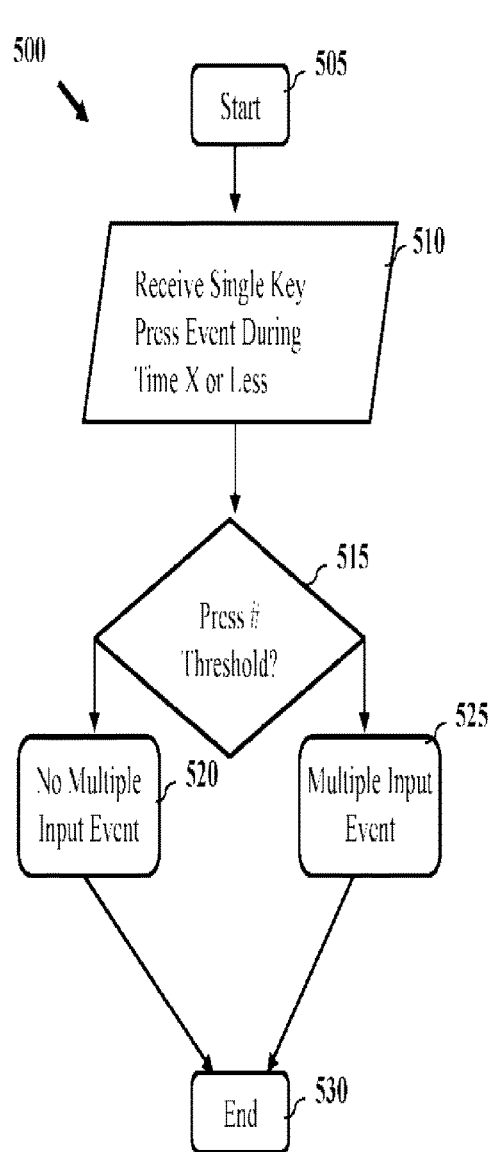 500
505
Start
510
Receive Single Key
Press Event During
Time X or Less
515
Press #
Threshold?
520
No Multiple
Input Event
525
Multiple Input
Event
530
End